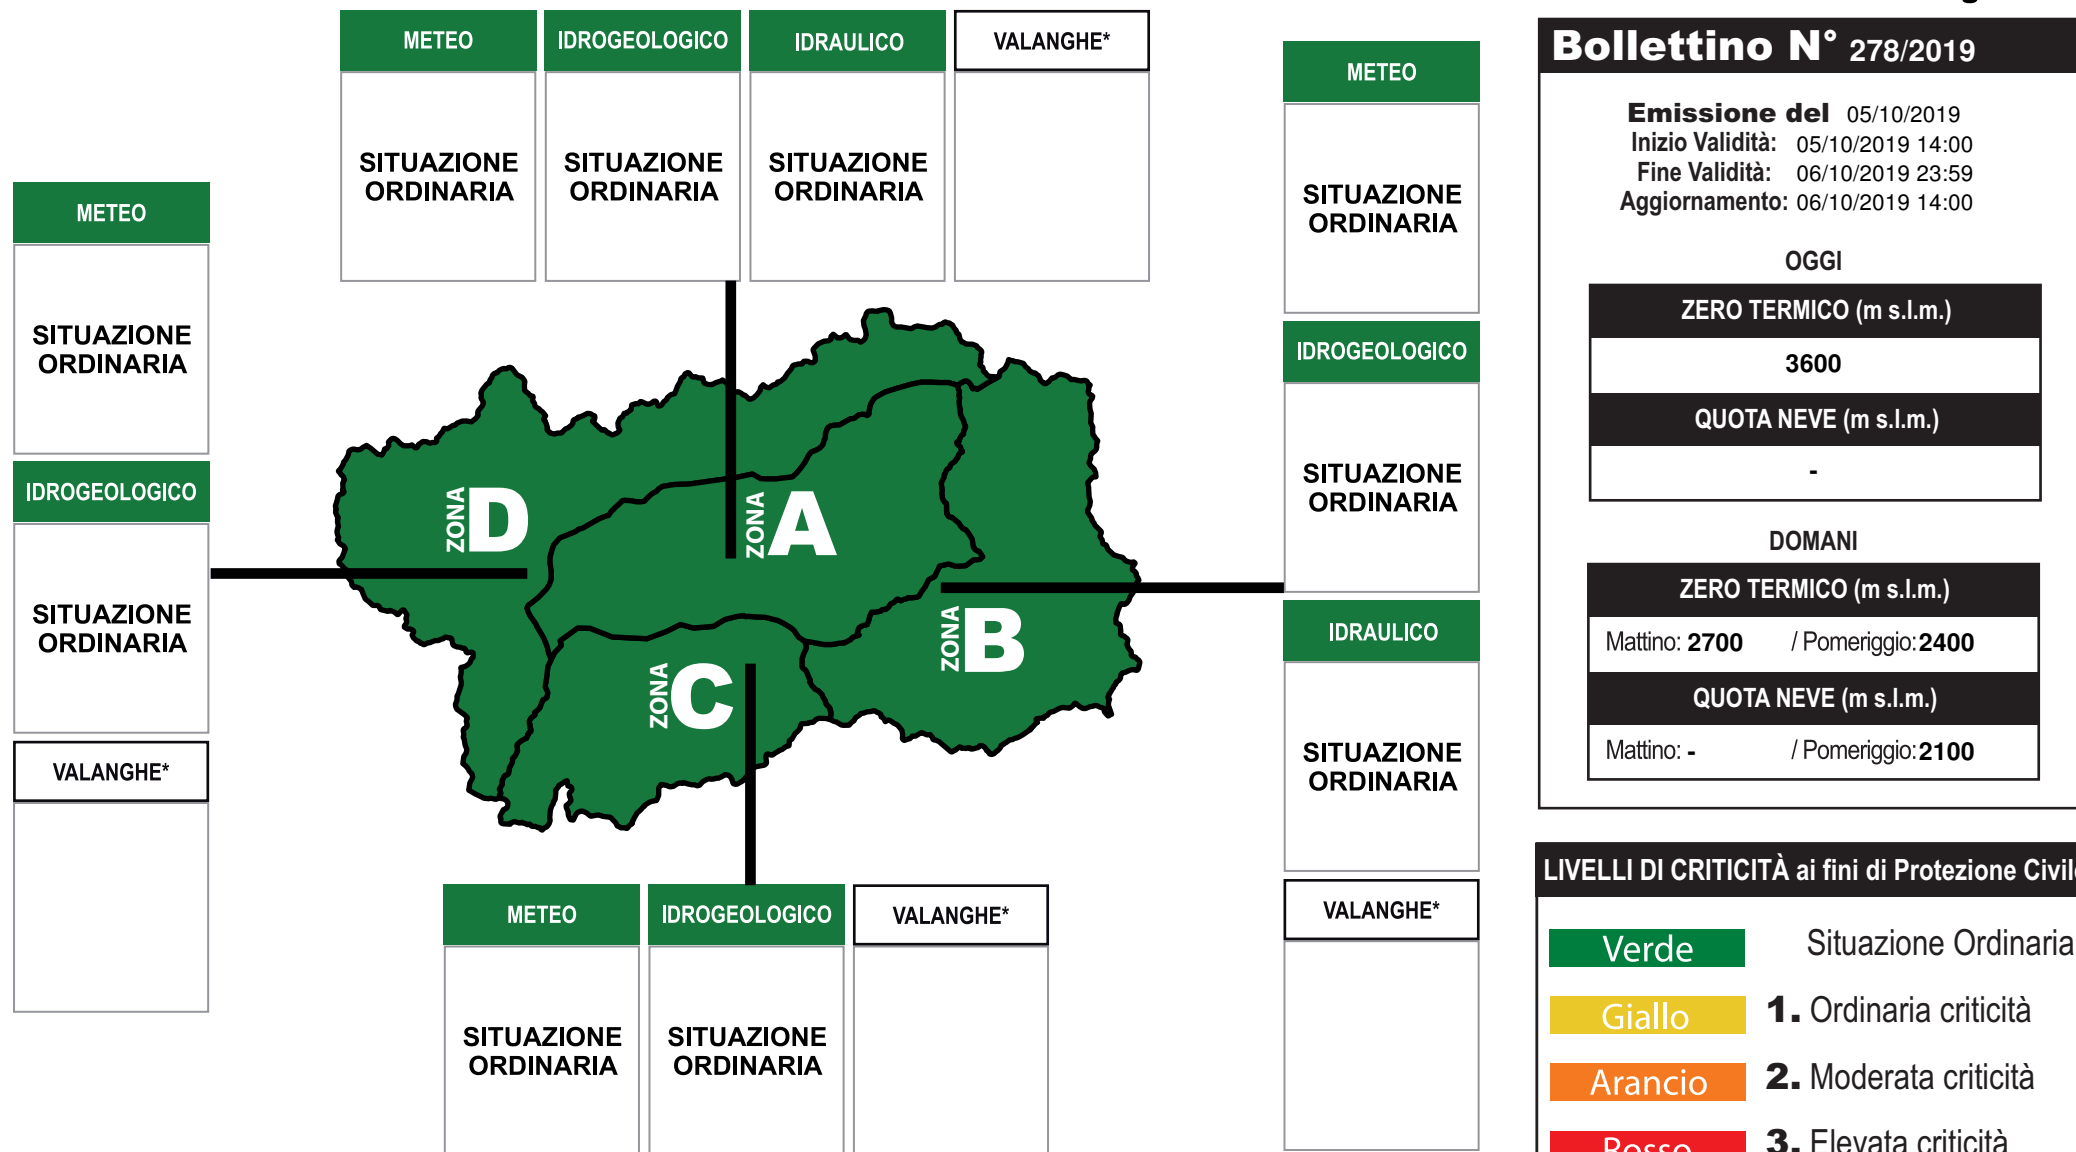 METEO IDROGEOLOGICO IDRAULICO VALANGHE*
SITUAZIONE SITUAZIONE SITUAZIONE
ORDINARIA ORDINARIA ORDINARIA
METEO
SITUAZIONE
ORDINARIA
IDROGEOLOGICO
SITUAZIONE
ORDINARIA
VALANGHE*
ZONA D
ZONA A
ZONA B
ZONA C
METEO
SITUAZIONE
ORDINARIA
IDROGEOLOGICO
SITUAZIONE
ORDINARIA
IDRAULICO
SITUAZIONE
ORDINARIA
VALANGHE*
METEO IDROGEOLOGICO VALANGHE*
SITUAZIONE SITUAZIONE
ORDINARIA ORDINARIA
Bollettino N° 278/2019
Emissione del 05/10/2019
Inizio Validità: 05/10/2019 14:00
Fine Validità: 06/10/2019 23:59
Aggiornamento: 06/10/2019 14:00
OGGI
ZERO TERMICO (m s.l.m.)
3600
QUOTA NEVE (m s.l.m.)
-
DOMANI
ZERO TERMICO (m s.l.m.)
Mattino: 2700 / Pomeriggio: 2400
QUOTA NEVE (m s.l.m.)
Mattino: - / Pomeriggio: 2100
LIVELLI DI CRITICITÀ ai fini di Protezione Civile
Verde Situazione Ordinaria
Giallo 1. Ordinaria criticità
Arancio 2. Moderata criticità
Rosso 3. Elevata criticità